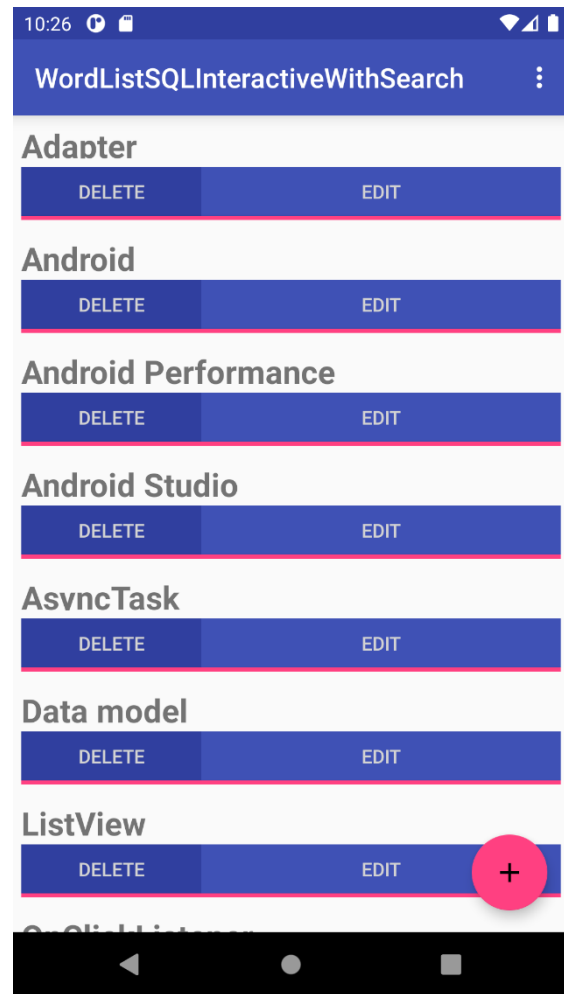 10:26
WordListSQLInteractiveWithSearch
Adapter
DELETE EDIT
Android
DELETE EDIT
Android Performance
DELETE EDIT
Android Studio
DELETE EDIT
AsyncTask
DELETE EDIT
Data model
DELETE EDIT
ListView
DELETE EDIT
+
OnClickListener